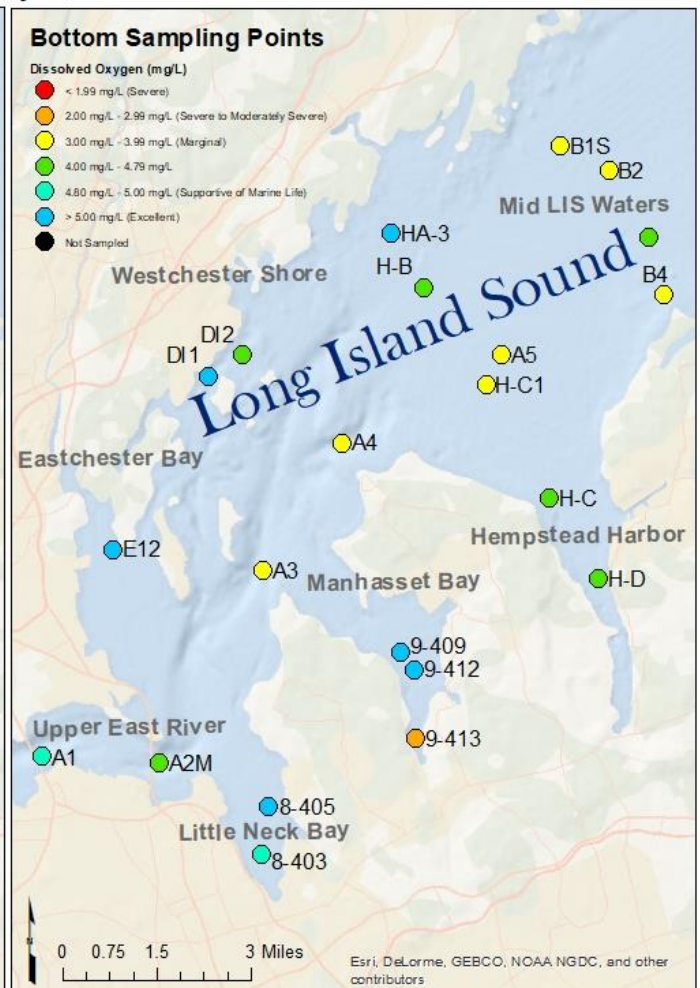 Bottom Sampling Points
Dissolved Oxygen (mg/L)
< 1.99 mg/L (Severe)
2.00 mg/L - 2.99 mg/L (Severe to Moderately Severe)
3.00 mg/L - 3.99 mg/L (Marginal)
4.00 mg/L - 4.79 mg/L
4.80 mg/L - 5.00 mg/L (Supportive of Marine Life)
> 5.00 mg/L (Excellent)
Not Sampled
B1S
B2
Mid LIS Waters
HA-3
H-B
Westchester Shore
B4
Long Island Sound
DI2
DI1
A5
H-C1
A4
Eastchester Bay
H-C
Hempstead Harbor
E12
A3
Manhasset Bay
H-D
9-409
9-412
Upper East River
9-413
A1
A2M
8-405
Little Neck Bay
8-403
N
0 0.75 1.5 3 Miles
Esri, DeLorme, GEBCO, NOAA NGDC, and other
contributors